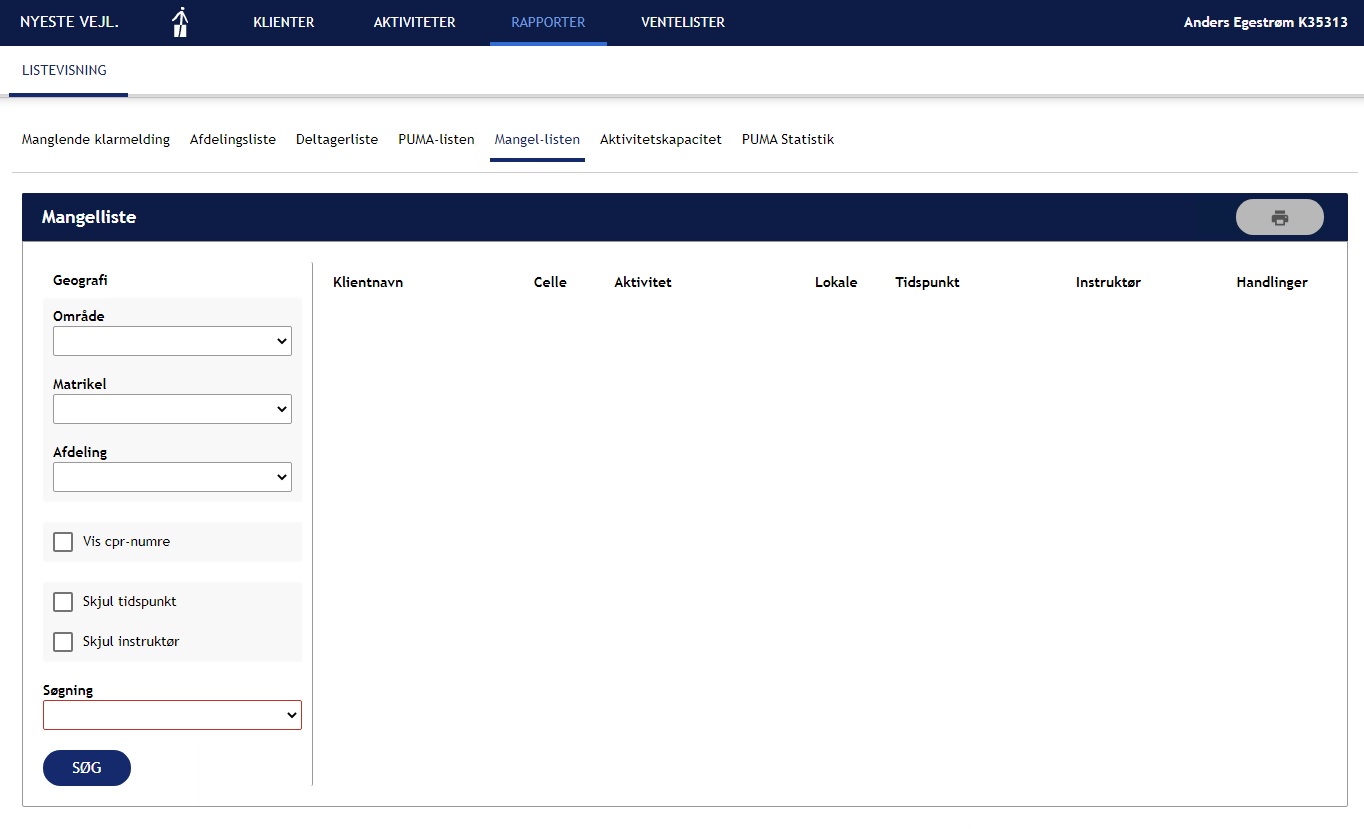 NYESTE VEJL. KLIENTER AKTIVITETER RAPPORTER VENTELISTER Anders Egestrøm K35313
LISTEVISNING
Manglende klarmelding Afdelingsliste Deltagerliste PUMA-listen Mangel-listen Aktivitetskapacitet PUMA Statistik
Mangelliste
Geografi
Område
Matrikel
Afdeling
Vis cpr-numre
Skjul tidspunkt
Skjul instruktør
Søgning
SØG
Klientnavn Celle Aktivitet Lokale Tidspunkt Instruktør Handlinger